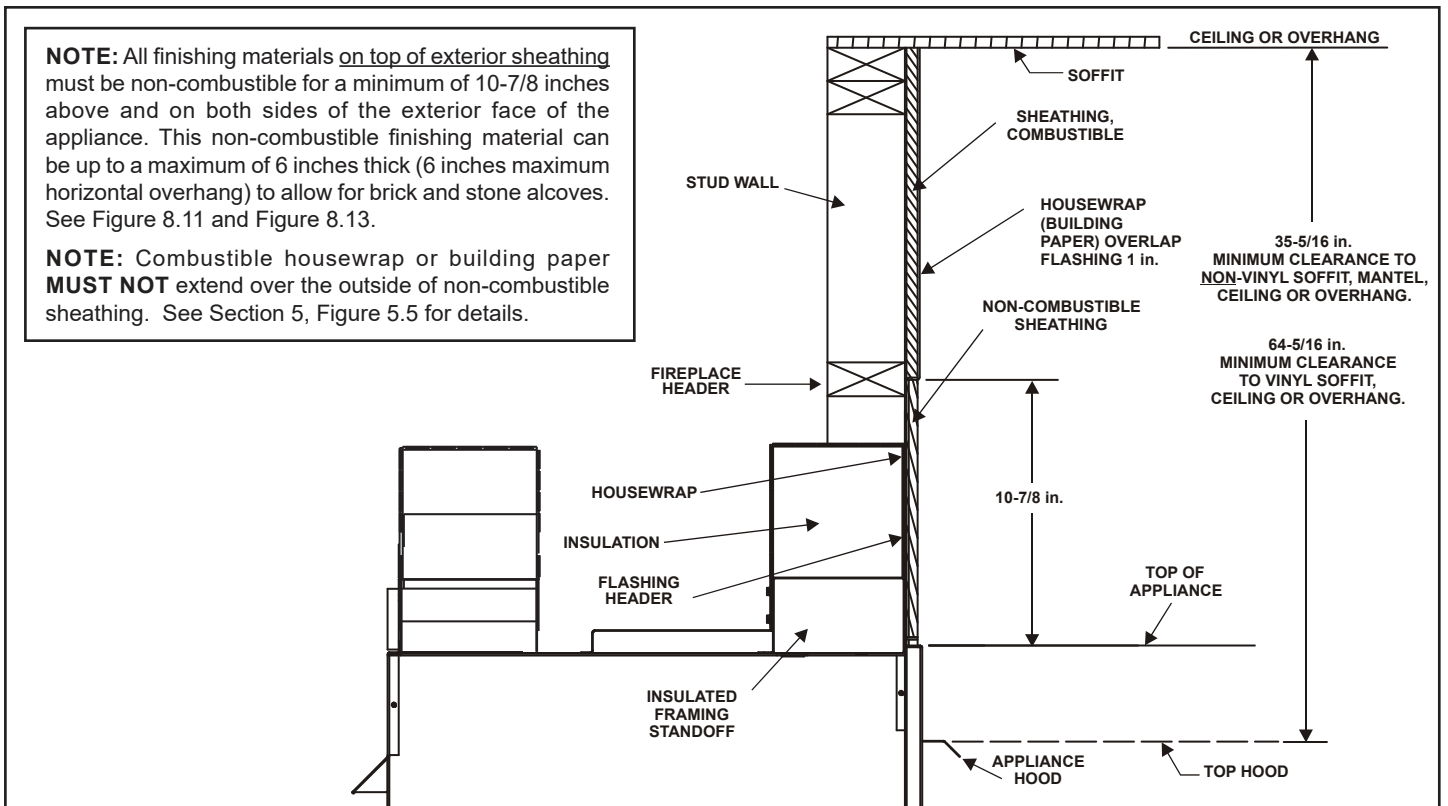 NOTE: All finishing materials on top of exterior sheathing
must be non-combustible for a minimum of 10-7/8 inches
above and on both sides of the exterior face of the
appliance. This non-combustible finishing material can
be up to a maximum of 6 inches thick (6 inches maximum
horizontal overhang) to allow for brick and stone alcoves.
See Figure 8.11 and Figure 8.13.
NOTE: Combustible housewrap or building paper
MUST NOT extend over the outside of non-combustible
sheathing. See Section 5, Figure 5.5 for details.
CEILING OR OVERHANG
SOFFIT
SHEATHING,
COMBUSTIBLE
STUD WALL
HOUSEWRAP
(BUILDING
PAPER) OVERLAP
FLASHING 1 in.
35-5/16 in.
MINIMUM CLEARANCE TO
NON-VINYL SOFFIT, MANTEL,
CEILING OR OVERHANG.
NON-COMBUSTIBLE
SHEATHING
64-5/16 in.
MINIMUM CLEARANCE
TO VINYL SOFFIT,
CEILING OR OVERHANG.
FIREPLACE
HEADER
HOUSEWRAP
10-7/8 in.
INSULATION
FLASHING
HEADER
TOP OF
APPLIANCE
INSULATED
FRAMING
STANDOFF
APPLIANCE
HOOD
TOP HOOD